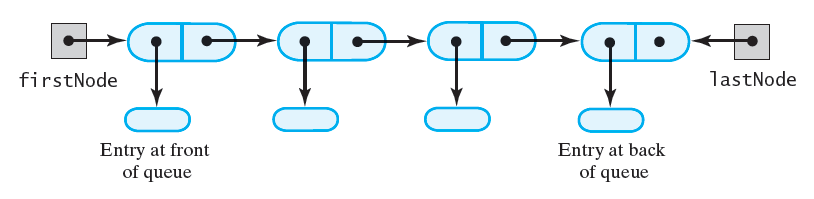 firstNode
lastNode
Entry at front
of queue
Entry at back
of queue